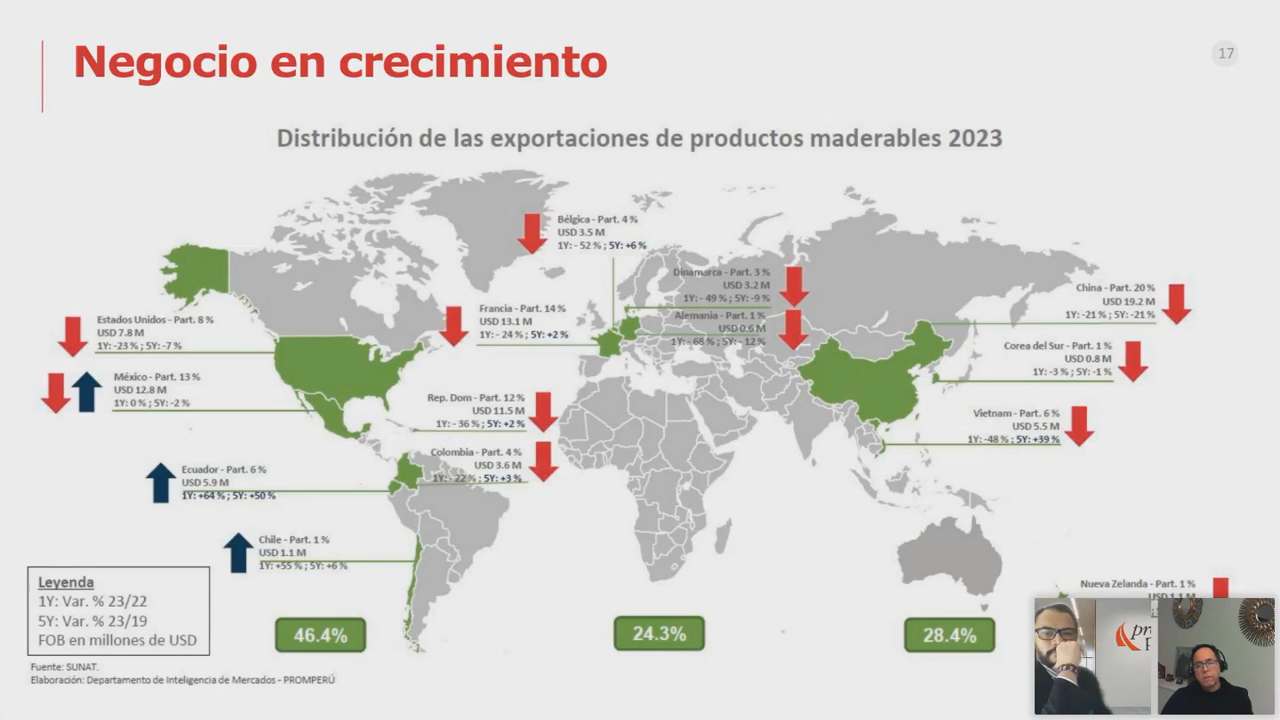 Negocio en crecimiento
17
Distribución de las exportaciones de productos maderables 2023
Bélgica - Part. 4 %
USD 3.5 M
1Y: - 52 % ; 5Y: +6 %
Dinamarca - Part. 3 %
USD 3.2 M
1Y: - 49 % ; 5Y: -9 %
Alemania - Part. 1 %
USD 0.6 M
1Y: - 68 % ; 5Y: - 12 %
China - Part. 20 %
USD 19.2 M
1Y: -21 % ; 5Y: -21 %
Estados Unidos - Part. 8 %
USD 7.8 M
1Y: -23 % ; 5Y: -7 %
Francia - Part. 14 %
USD 13.1 M
1Y: - 24 % ; 5Y: +2 %
Corea del Sur - Part. 1 %
USD 0.8 M
1Y: -3 % ; 5Y: -1 %
México - Part. 13 %
USD 12.8 M
1Y: 0 % ; 5Y: -2 %
Rep. Dom - Part. 12 %
USD 11.5 M
1Y: - 36 % ; 5Y: +2 %
Vietnam - Part. 6 %
USD 5.5 M
1Y: -48 % ; 5Y: +39 %
Colombia - Part. 4 %
USD 3.6 M
1Y: - 22 % ; 5Y: +3 %
Ecuador - Part. 6 %
USD 5.9 M
1Y: +64 % ; 5Y: +50 %
Chile - Part. 1 %
USD 1.1 M
1Y: +55 % ; 5Y: +6 %
Nueva Zelanda - Part. 1 %
Leyenda
1Y: Var. % 23/22
5Y: Var. % 23/19
FOB en millones de USD
46.4%
24.3%
28.4%
Fuente: SUNAT.
Elaboración: Departamento de Inteligencia de Mercados - PROMPERÚ